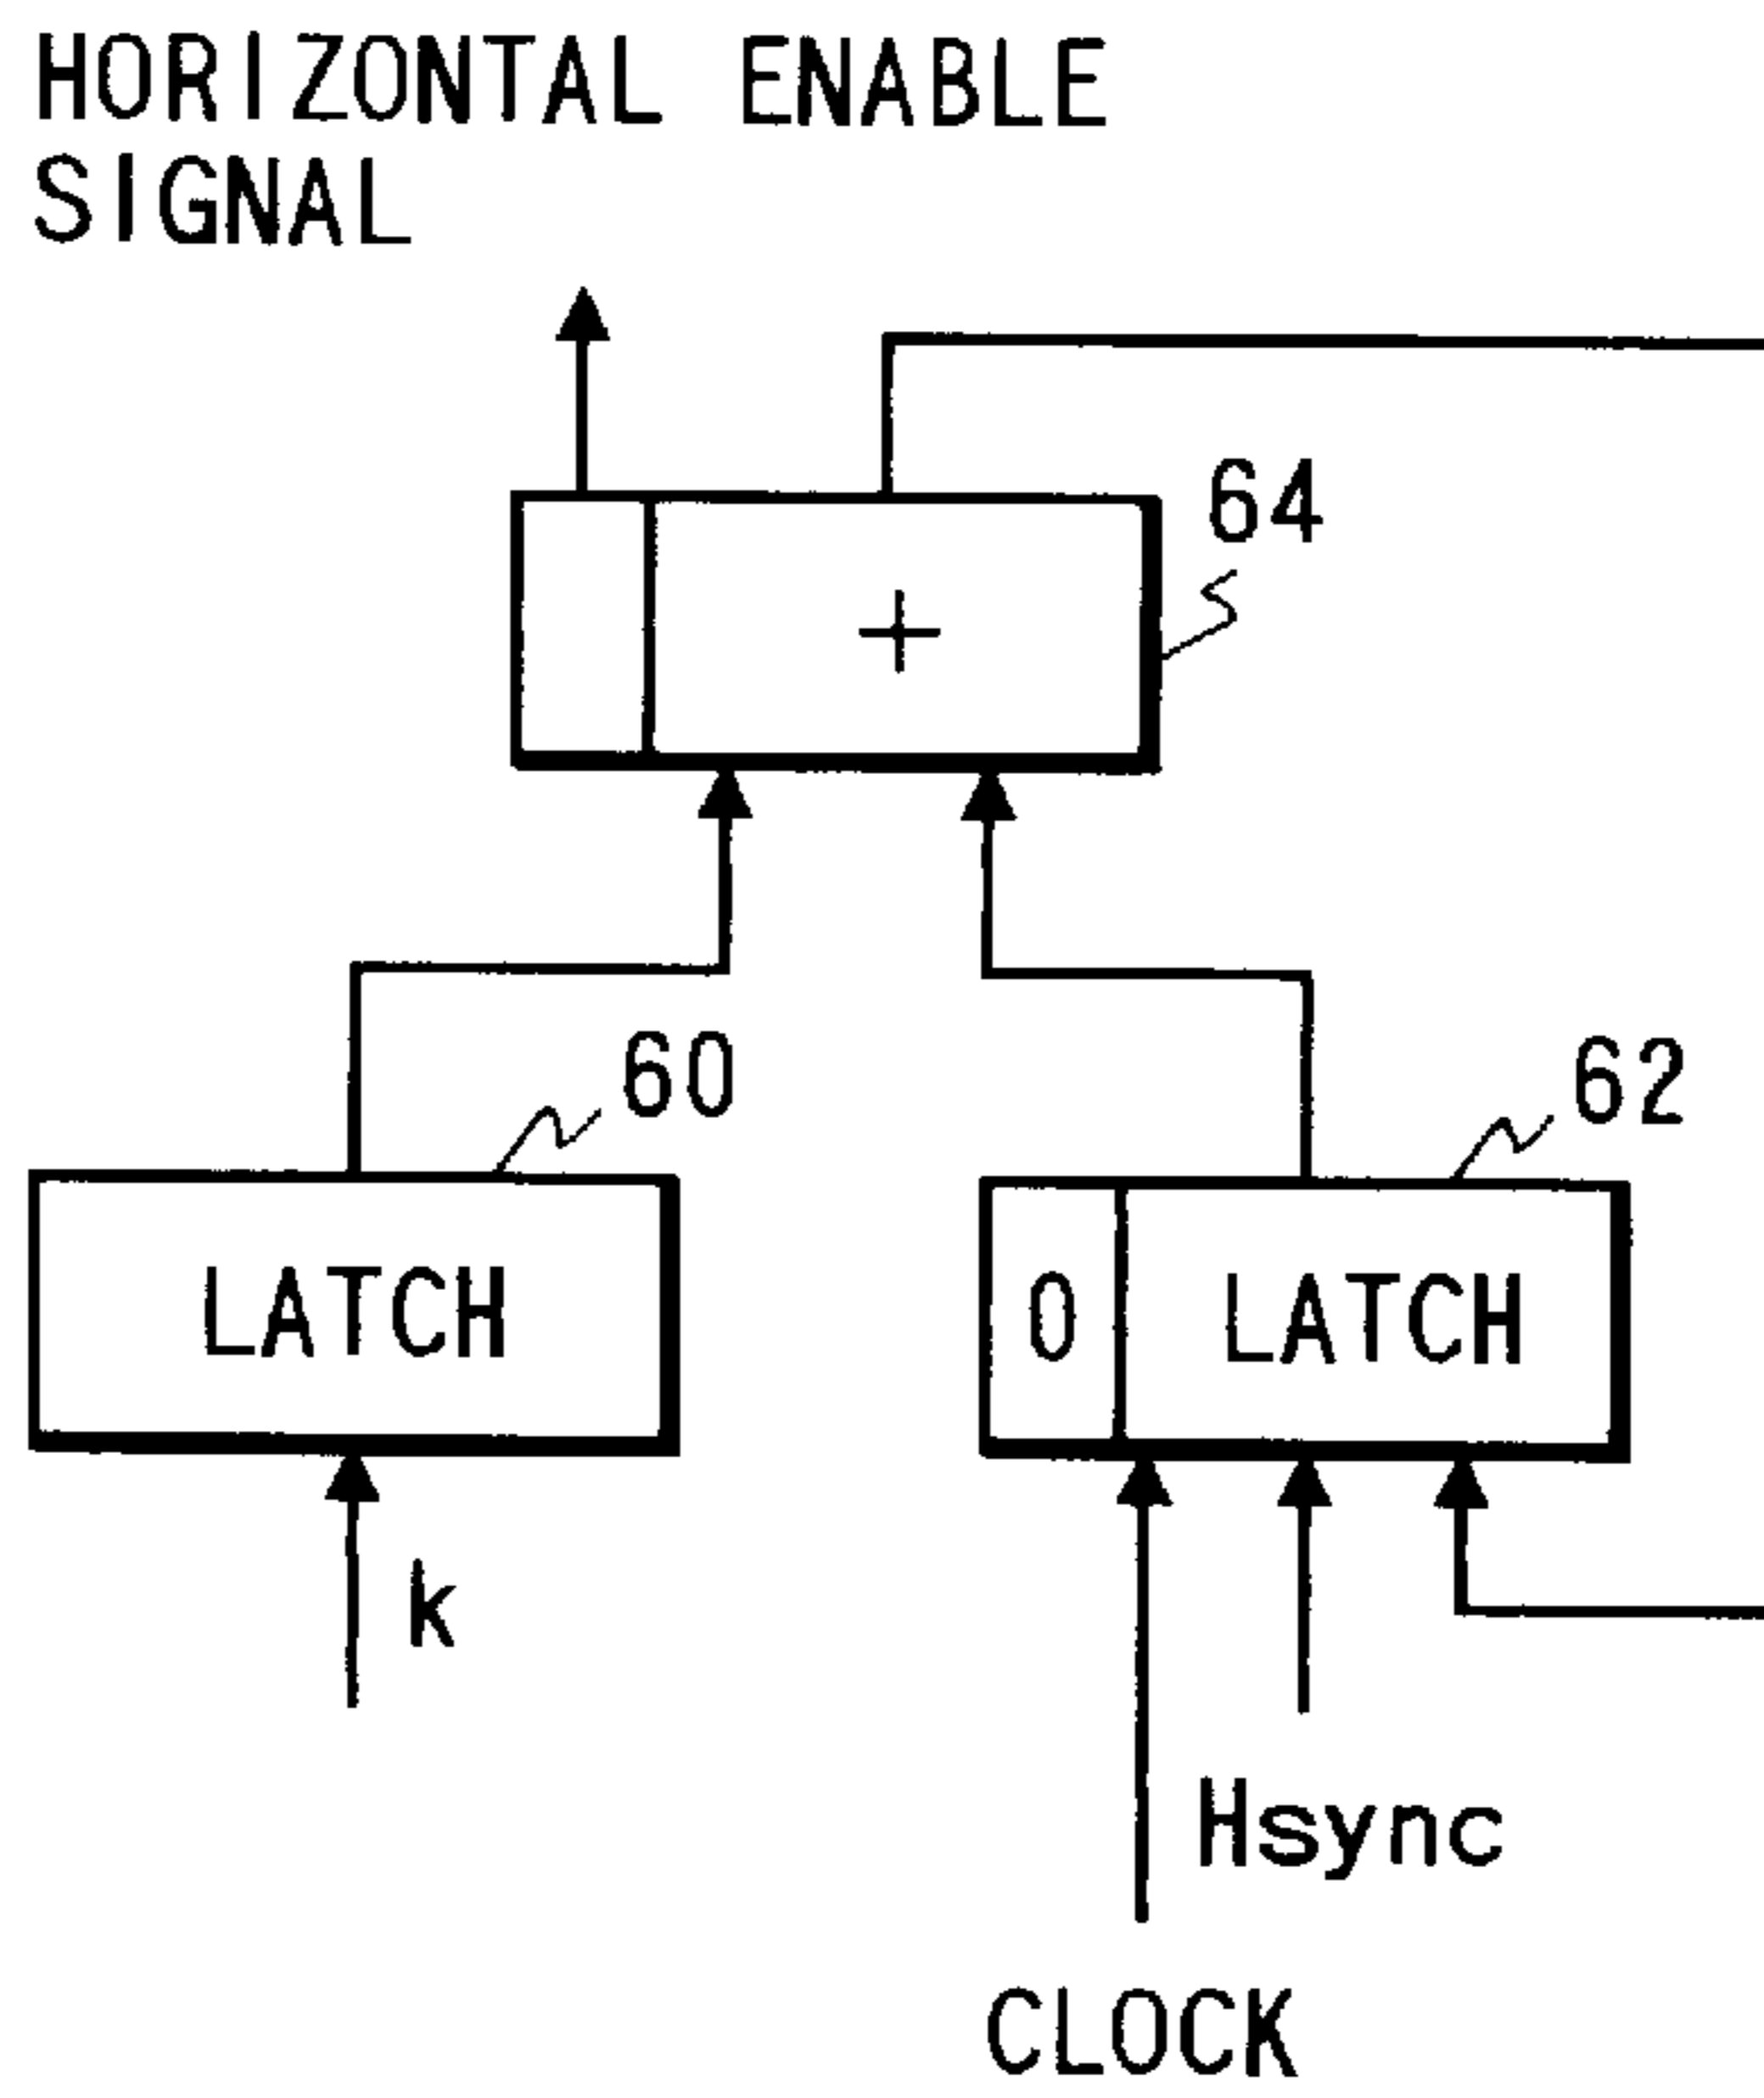 HORIZONTAL ENABLE
SIGNAL
64
+
60
62
LATCH
0 LATCH
k
Hsync
CLOCK